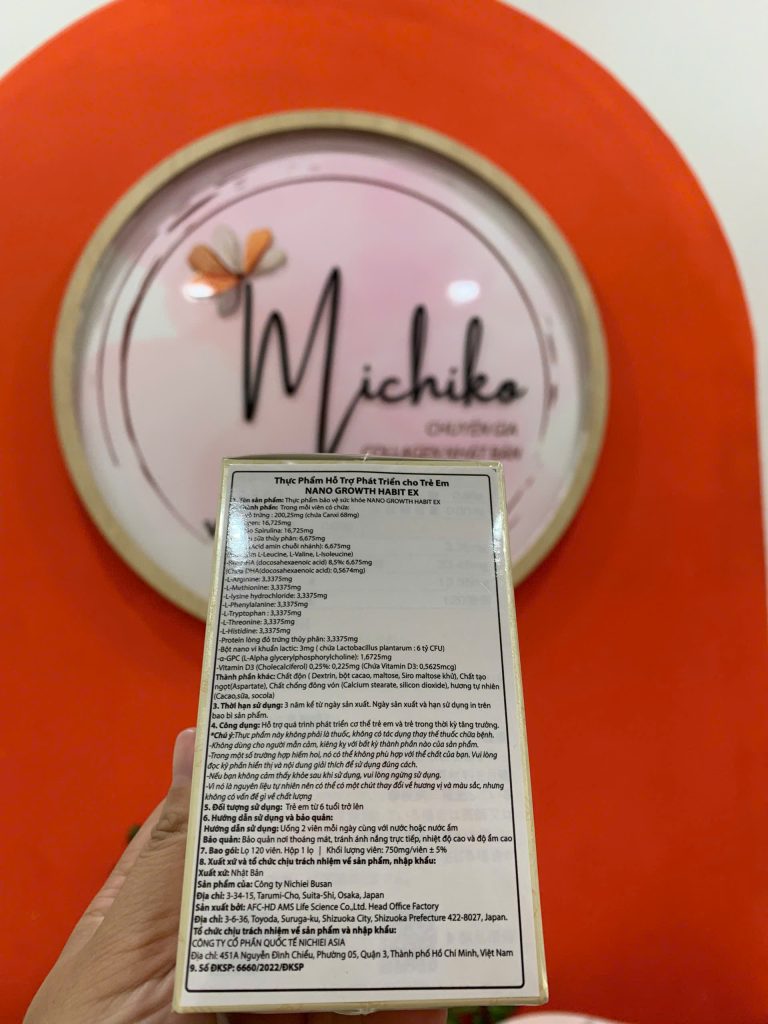 Michiko
CHUYÊN GIA
COLLAGEN NHẬT BẢN
Thực Phẩm Hỗ Trợ Phát Triển cho Trẻ Em
NANO GROWTH HABIT EX
1. Tên sản phẩm: Thực phẩm bảo vệ sức khỏe NANO GROWTH HABIT EX
phần: Trong mỗi viên có chứa:
vỏ trứng : 200,25mg (chứa Canxi 68mg)
16,725mg
Spirulina: 16,725mg
sữa thủy phân: 6,675mg
(Acid amin chuỗi nhánh): 6,675mg
L-Leucine, L-Valine, L-Isoleucine)
DHA(docosahexaenoic acid) 8,5%: 6,675mg
(Chứa DHA(docosahexaenoic acid): 0,5674mg)
-L-Arginine: 3,3375mg
-L-Methionine: 3,3375mg
-L-lysine hydrochloride: 3,3375mg
-L-Phenylalanine: 3,3375mg
-L-Tryptophan : 3,3375mg
-L-Threonine: 3,3375mg
-L-Histidine: 3,3375mg
-Protein lòng đỏ trứng thủy phân: 3,3375mg
-Bột nano vi khuẩn lactic: 3mg ( chứa Lactobacillus plantarum : 6 tỷ CFU)
-α-GPC (L-Alpha glycerylphosphorylcholine): 1,6725mg
-Vitamin D3 (Cholecalciferol) 0,25%: 0,225mg (Chứa Vitamin D3: 0,5625mcg)
Thành phần khác: Chất độn ( Dextrin, bột cacao, maltose, Siro maltose khử), Chất tạo
ngọt(Aspartate), Chất chống đông vón (Calcium stearate, silicon dioxide), hương tự nhiên
(Cacao,sữa, socola)
3. Thời hạn sử dụng: 3 năm kể từ ngày sản xuất. Ngày sản xuất và hạn sử dụng in trên
bao bì sản phẩm.
4. Công dụng: Hỗ trợ quá trình phát triển cơ thể trẻ em và trẻ trong thời kỳ tăng trưởng.
*Chú ý:Thực phẩm này không phải là thuốc, không có tác dụng thay thế thuốc chữa bệnh.
-Không dùng cho người mẫn cảm, kiêng kỵ với bất kỳ thành phần nào của sản phẩm.
-Trong một số trường hợp hiếm hoi, nó có thể không phù hợp với thể chất của bạn. Vui lòng
đọc kỹ phần hiển thị và nội dung giải thích để sử dụng đúng cách.
-Nếu bạn không cảm thấy khỏe sau khi sử dụng, vui lòng ngừng sử dụng.
-Vì nó là nguyên liệu tự nhiên nên có thể có một chút thay đổi về hương vị và màu sắc, nhưng
không có vấn đề gì về chất lượng
5. Đối tượng sử dụng: Trẻ em từ 6 tuổi trở lên
6. Hướng dẫn sử dụng và bảo quản:
Hướng dẫn sử dụng: Uống 2 viên mỗi ngày cùng với nước hoặc nước ấm
Bảo quản: Bảo quản nơi thoáng mát, tránh ánh nắng trực tiếp, nhiệt độ cao và độ ẩm cao
7. Bao gói: Lọ 120 viên. Hộp 1 lọ | Khối lượng viên: 750mg/viên ± 5%
8. Xuất xứ và tổ chức chịu trách nhiệm về sản phẩm, nhập khẩu:
Xuất xứ: Nhật Bản
Sản phẩm của: Công ty Nichiei Busan
Địa chỉ: 3-34-15, Tarumi-Cho, Suita-Shi, Osaka, Japan
Sản xuất bởi: AFC-HD AMS Life Science Co.,Ltd. Head Office Factory
Địa chỉ: 3-6-36, Toyoda, Suruga-ku, Shizuoka City, Shizuoka Prefecture 422-8027, Japan.
Tổ chức chịu trách nhiệm về sản phẩm và nhập khẩu:
CÔNG TY CỔ PHẦN QUỐC TẾ NICHIEI ASIA
Địa chỉ: 451A Nguyễn Đình Chiểu, Phường 05, Quận 3, Thành phố Hồ Chí Minh, Việt Nam
9. Số ĐKSP: 6660/2022/ĐKSP